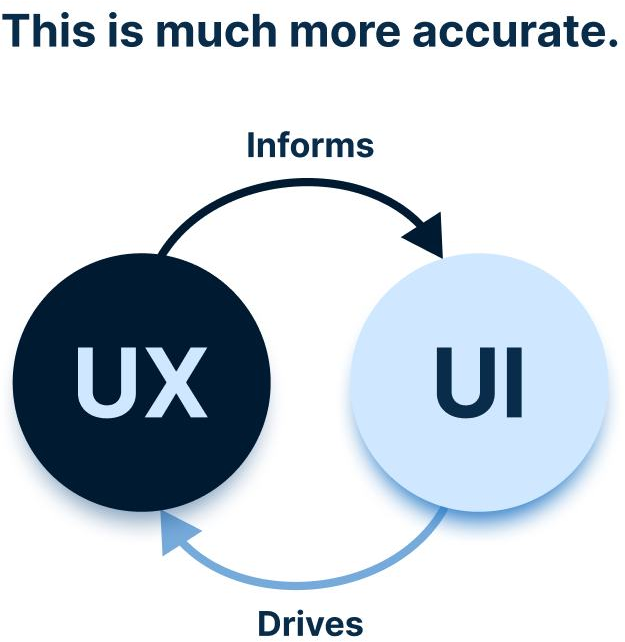 This is much more accurate.
Informs
UX
UI
Drives